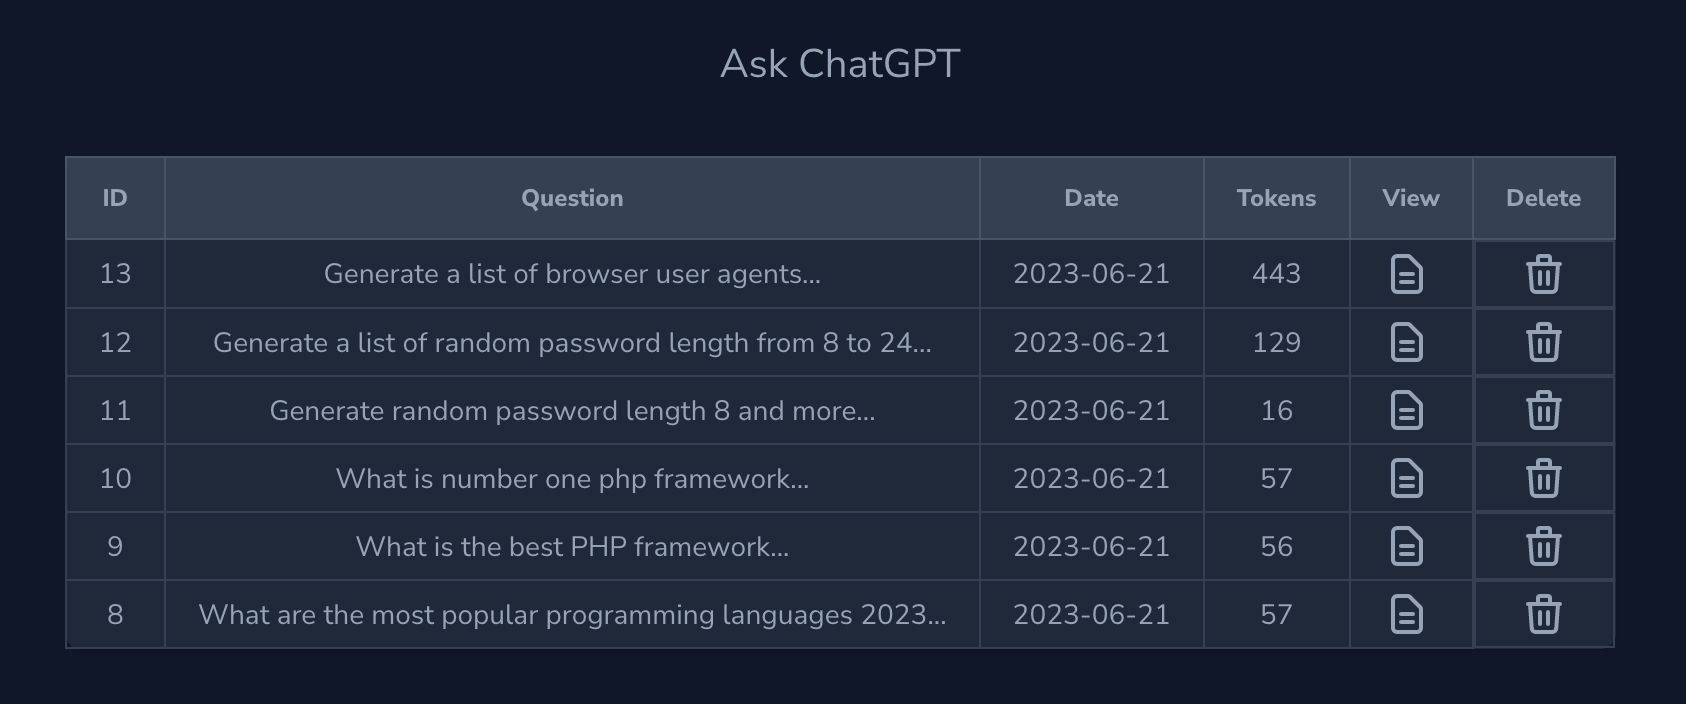 Ask ChatGPT
ID Question Date Tokens View Delete
13 Generate a list of browser user agents... 2023-06-21 443
12 Generate a list of random password length from 8 to 24... 2023-06-21 129
11 Generate random password length 8 and more... 2023-06-21 16
10 What is number one php framework... 2023-06-21 57
9 What is the best PHP framework... 2023-06-21 56
8 What are the most popular programming languages 2023... 2023-06-21 57